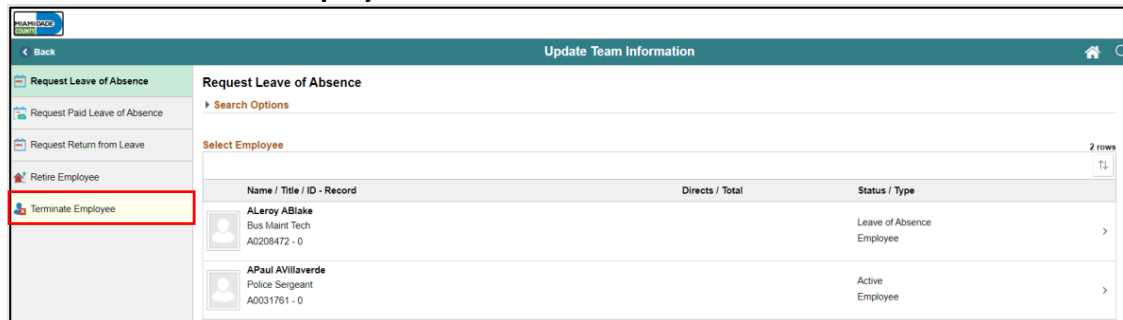 MIAMI-DADE
COUNTY
Back
Update Team Information
Request Leave of Absence
Request Paid Leave of Absence
Request Return from Leave
Retire Employee
Terminate Employee
Request Leave of Absence
Search Options
Select Employee
2 rows
Name / Title / ID - Record Directs / Total Status / Type
ALeroy ABlake
Bus Maint Tech
A0208472 - 0
Leave of Absence
Employee
APaul AVillaverde
Police Sergeant
A0031761 - 0
Active
Employee